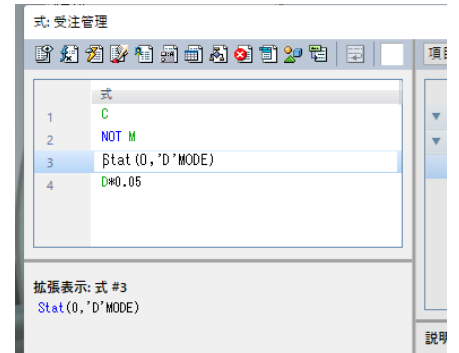 式: 受注管理
項
式
1 C
2 NOT M
3 Stat(0,'D'MODE)
4 D*0.05
拡張表示: 式 #3
Stat(0,'D'MODE)
説明